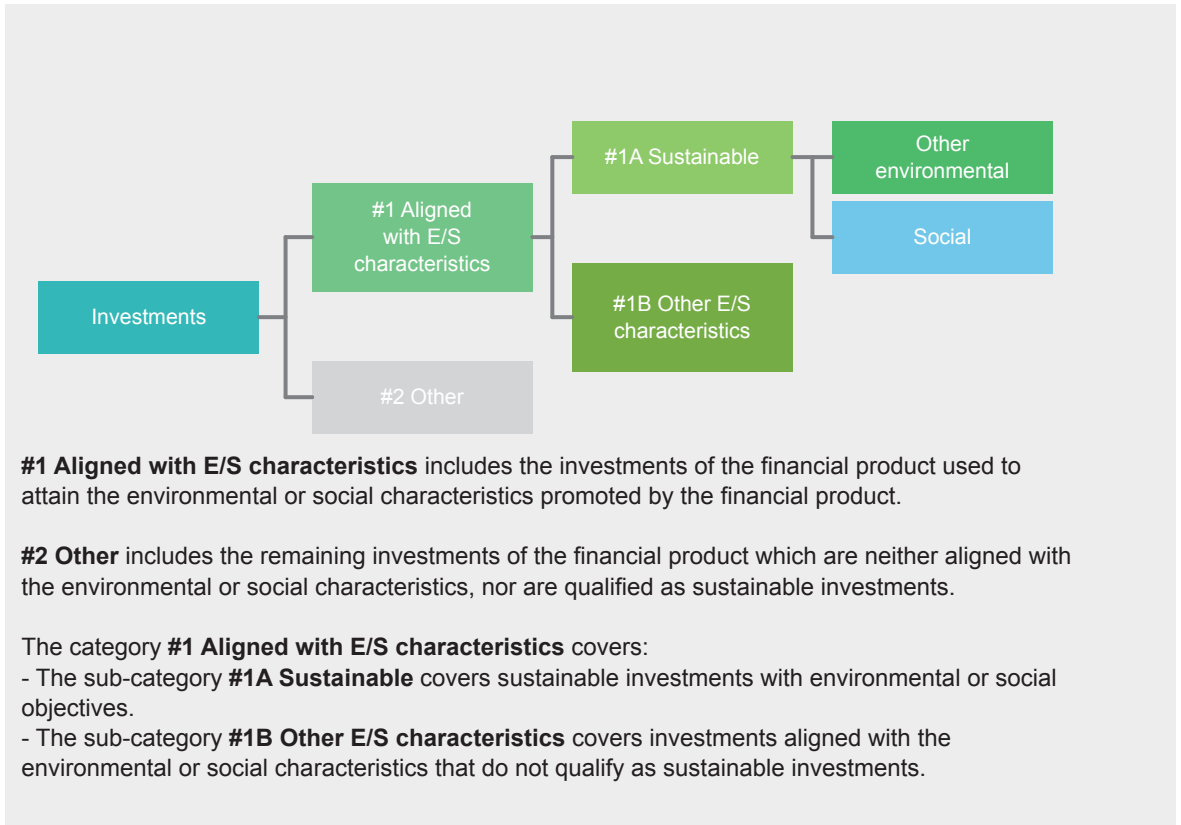 #1A Sustainable
Other
environmental
#1 Aligned
with E/S
characteristics
Social
Investments
#1B Other E/S
characteristics
#2 Other
#1 Aligned with E/S characteristics includes the investments of the financial product used to
attain the environmental or social characteristics promoted by the financial product.
#2 Other includes the remaining investments of the financial product which are neither aligned with
the environmental or social characteristics, nor are qualified as sustainable investments.
The category #1 Aligned with E/S characteristics covers:
- The sub-category #1A Sustainable covers sustainable investments with environmental or social
objectives.
- The sub-category #1B Other E/S characteristics covers investments aligned with the
environmental or social characteristics that do not qualify as sustainable investments.